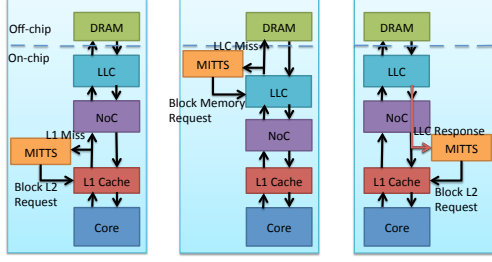 Off-chip
On-chip
DRAM
LLC
NoC
L1 Miss
MITTS
Block L2
Request
L1 Cache
Core
DRAM
LLC Miss
MITTS
Block Memory
Request
LLC
NoC
L1 Cache
Core
DRAM
LLC
NoC
LLC Response
MITTS
L1 Cache
Block L2
Request
Core